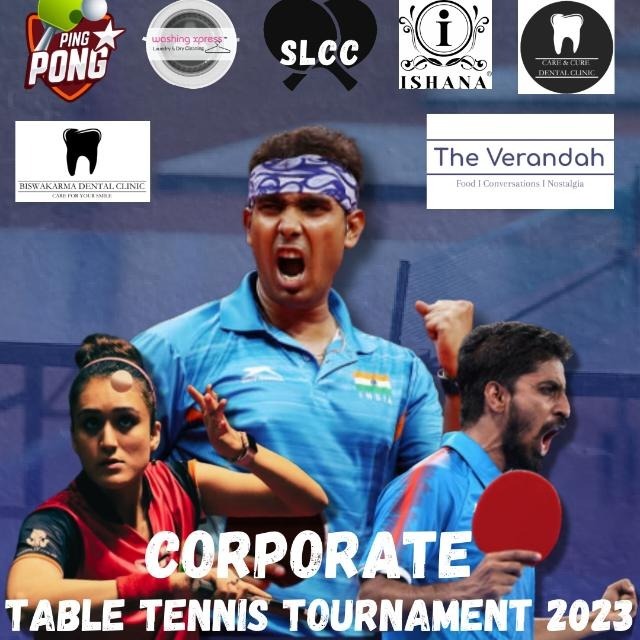 PING
PONG
washing xpress
Laundry & Dry Cleaning
SLCC
i
ISHANA
CARE & CURE
DENTAL CLINIC
BISWAKARMA DENTAL CLINIC
CARE FOR YOUR SMILE
The Verandah
Food I Conversations I Nostalgia
INDIA
CORPORATE
TABLE TENNIS TOURNAMENT 2023